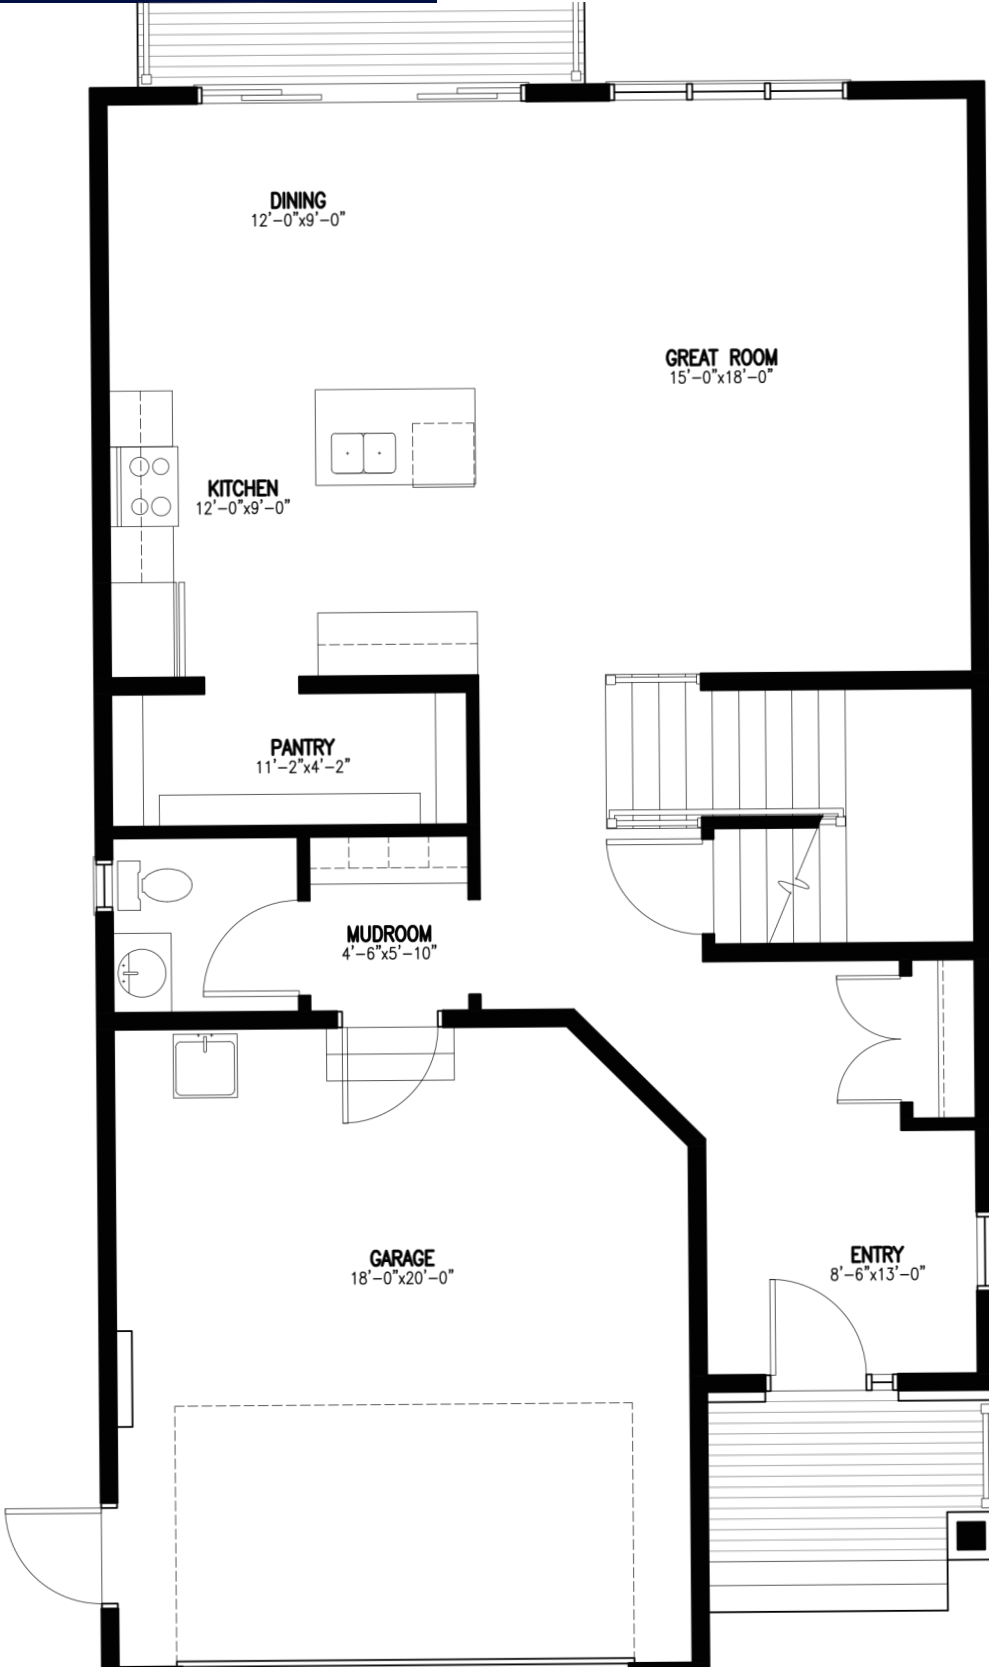 DINING
12'-0"x9'-0"
GREAT ROOM
15'-0"x18'-0"
KITCHEN
12'-0"x9'-0"
PANTRY
11'-2"x4'-2"
MUDROOM
4'-6"x5'-10"
GARAGE
18'-0"x20'-0"
ENTRY
8'-6"x13'-0"